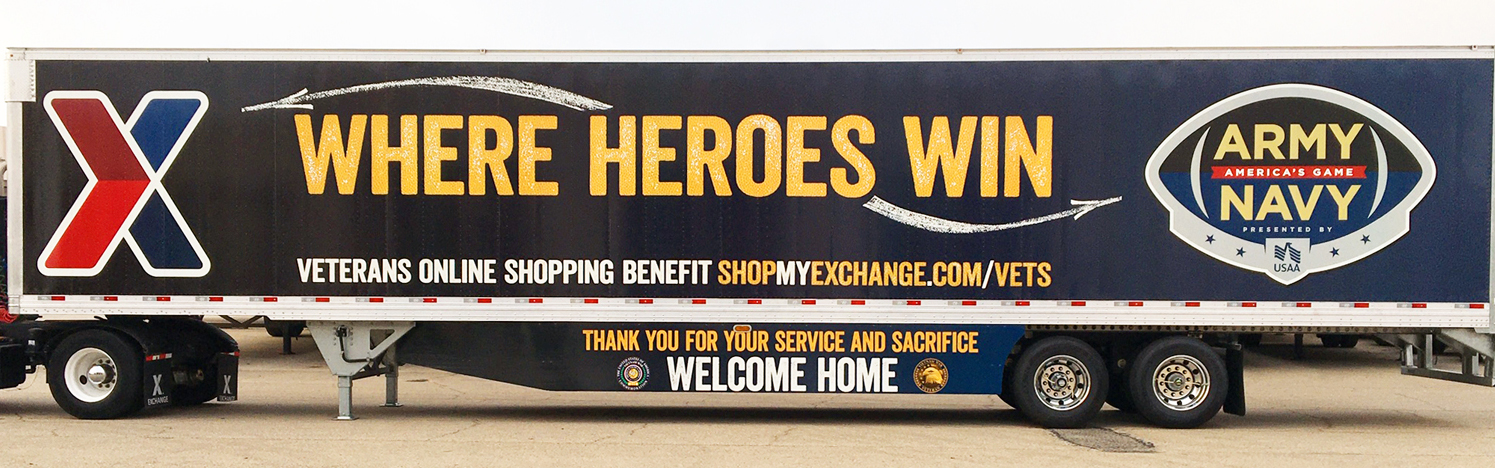 X
WHERE HEROES WIN
VETERANS ONLINE SHOPPING BENEFIT SHOPMYEXCHANGE.COM/VETS
ARMY
AMERICA'S GAME
NAVY
PRESENTED BY
USAA
THANK YOU FOR YOUR SERVICE AND SACRIFICE
WELCOME HOME
X
EXCHANGE
X
EXCHANGE